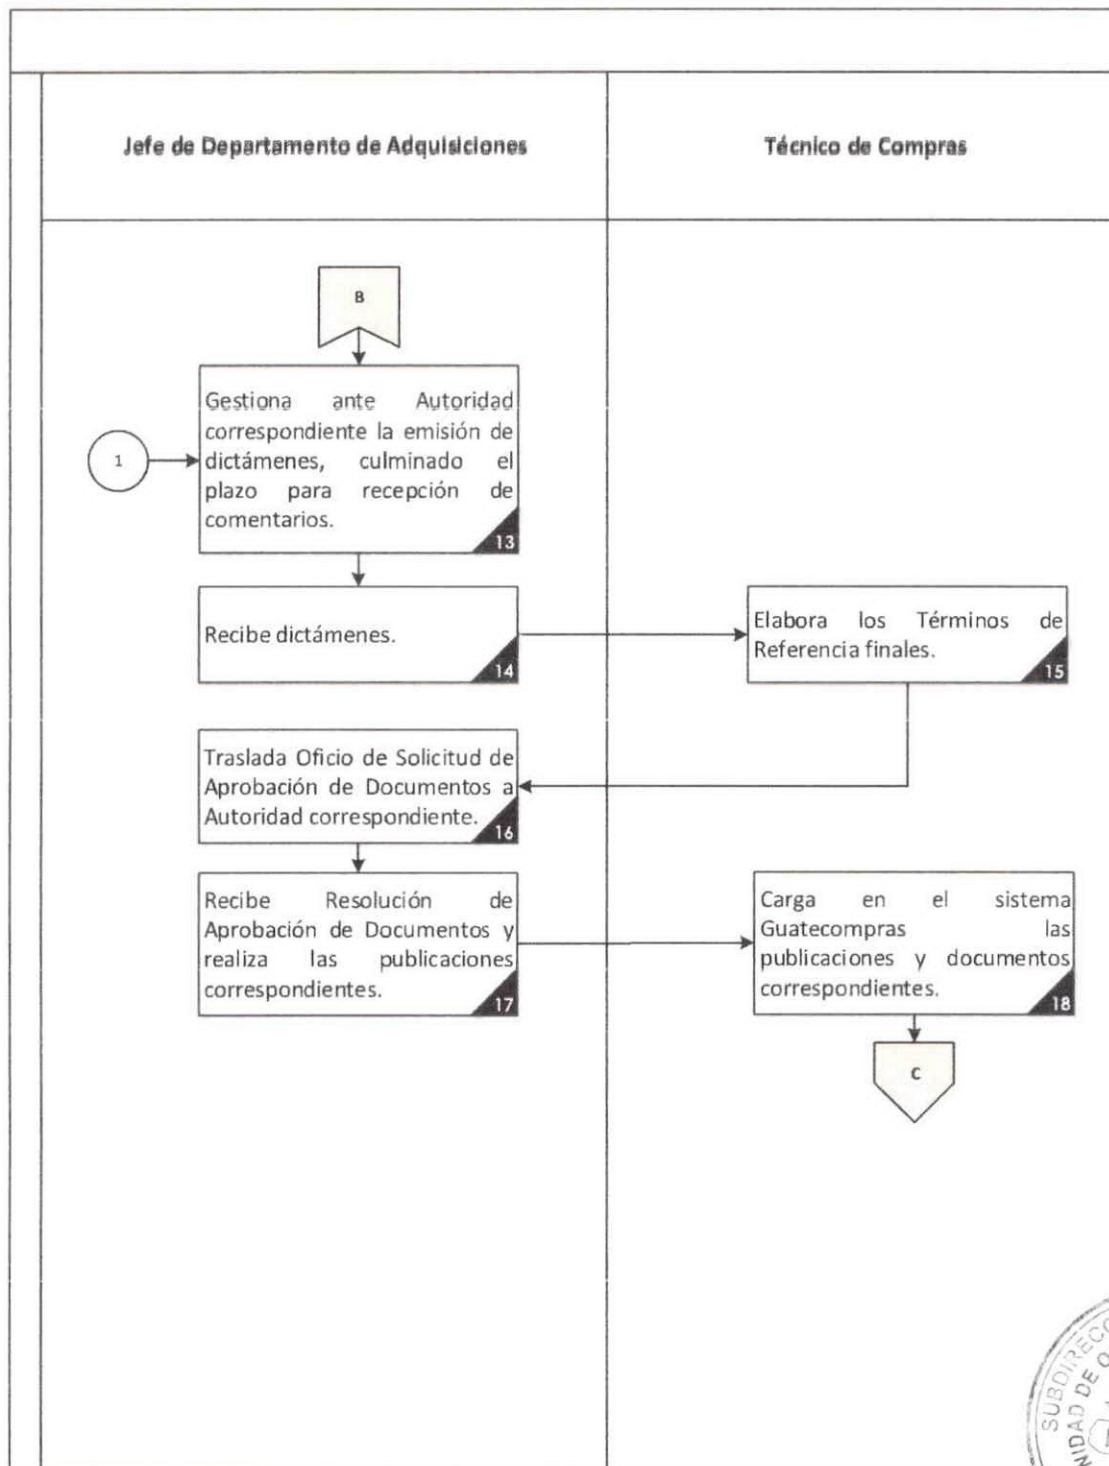 Jefe de Departamento de Adquisiciones
Técnico de Compras
B
Gestiona ante Autoridad
correspondiente la emisión de
dictámenes, culminado el
plazo para recepción de
comentarios.
13
1
Recibe dictámenes.
14
Elabora los Términos de
Referencia finales.
15
Traslada Oficio de Solicitud de
Aprobación de Documentos a
Autoridad correspondiente.
16
Recibe Resolución de
Aprobación de Documentos y
realiza las publicaciones
correspondientes.
17
Carga en el sistema
Guatecompras las
publicaciones y documentos
correspondientes.
18
C
SUBDIRECC
NIDAD DE O